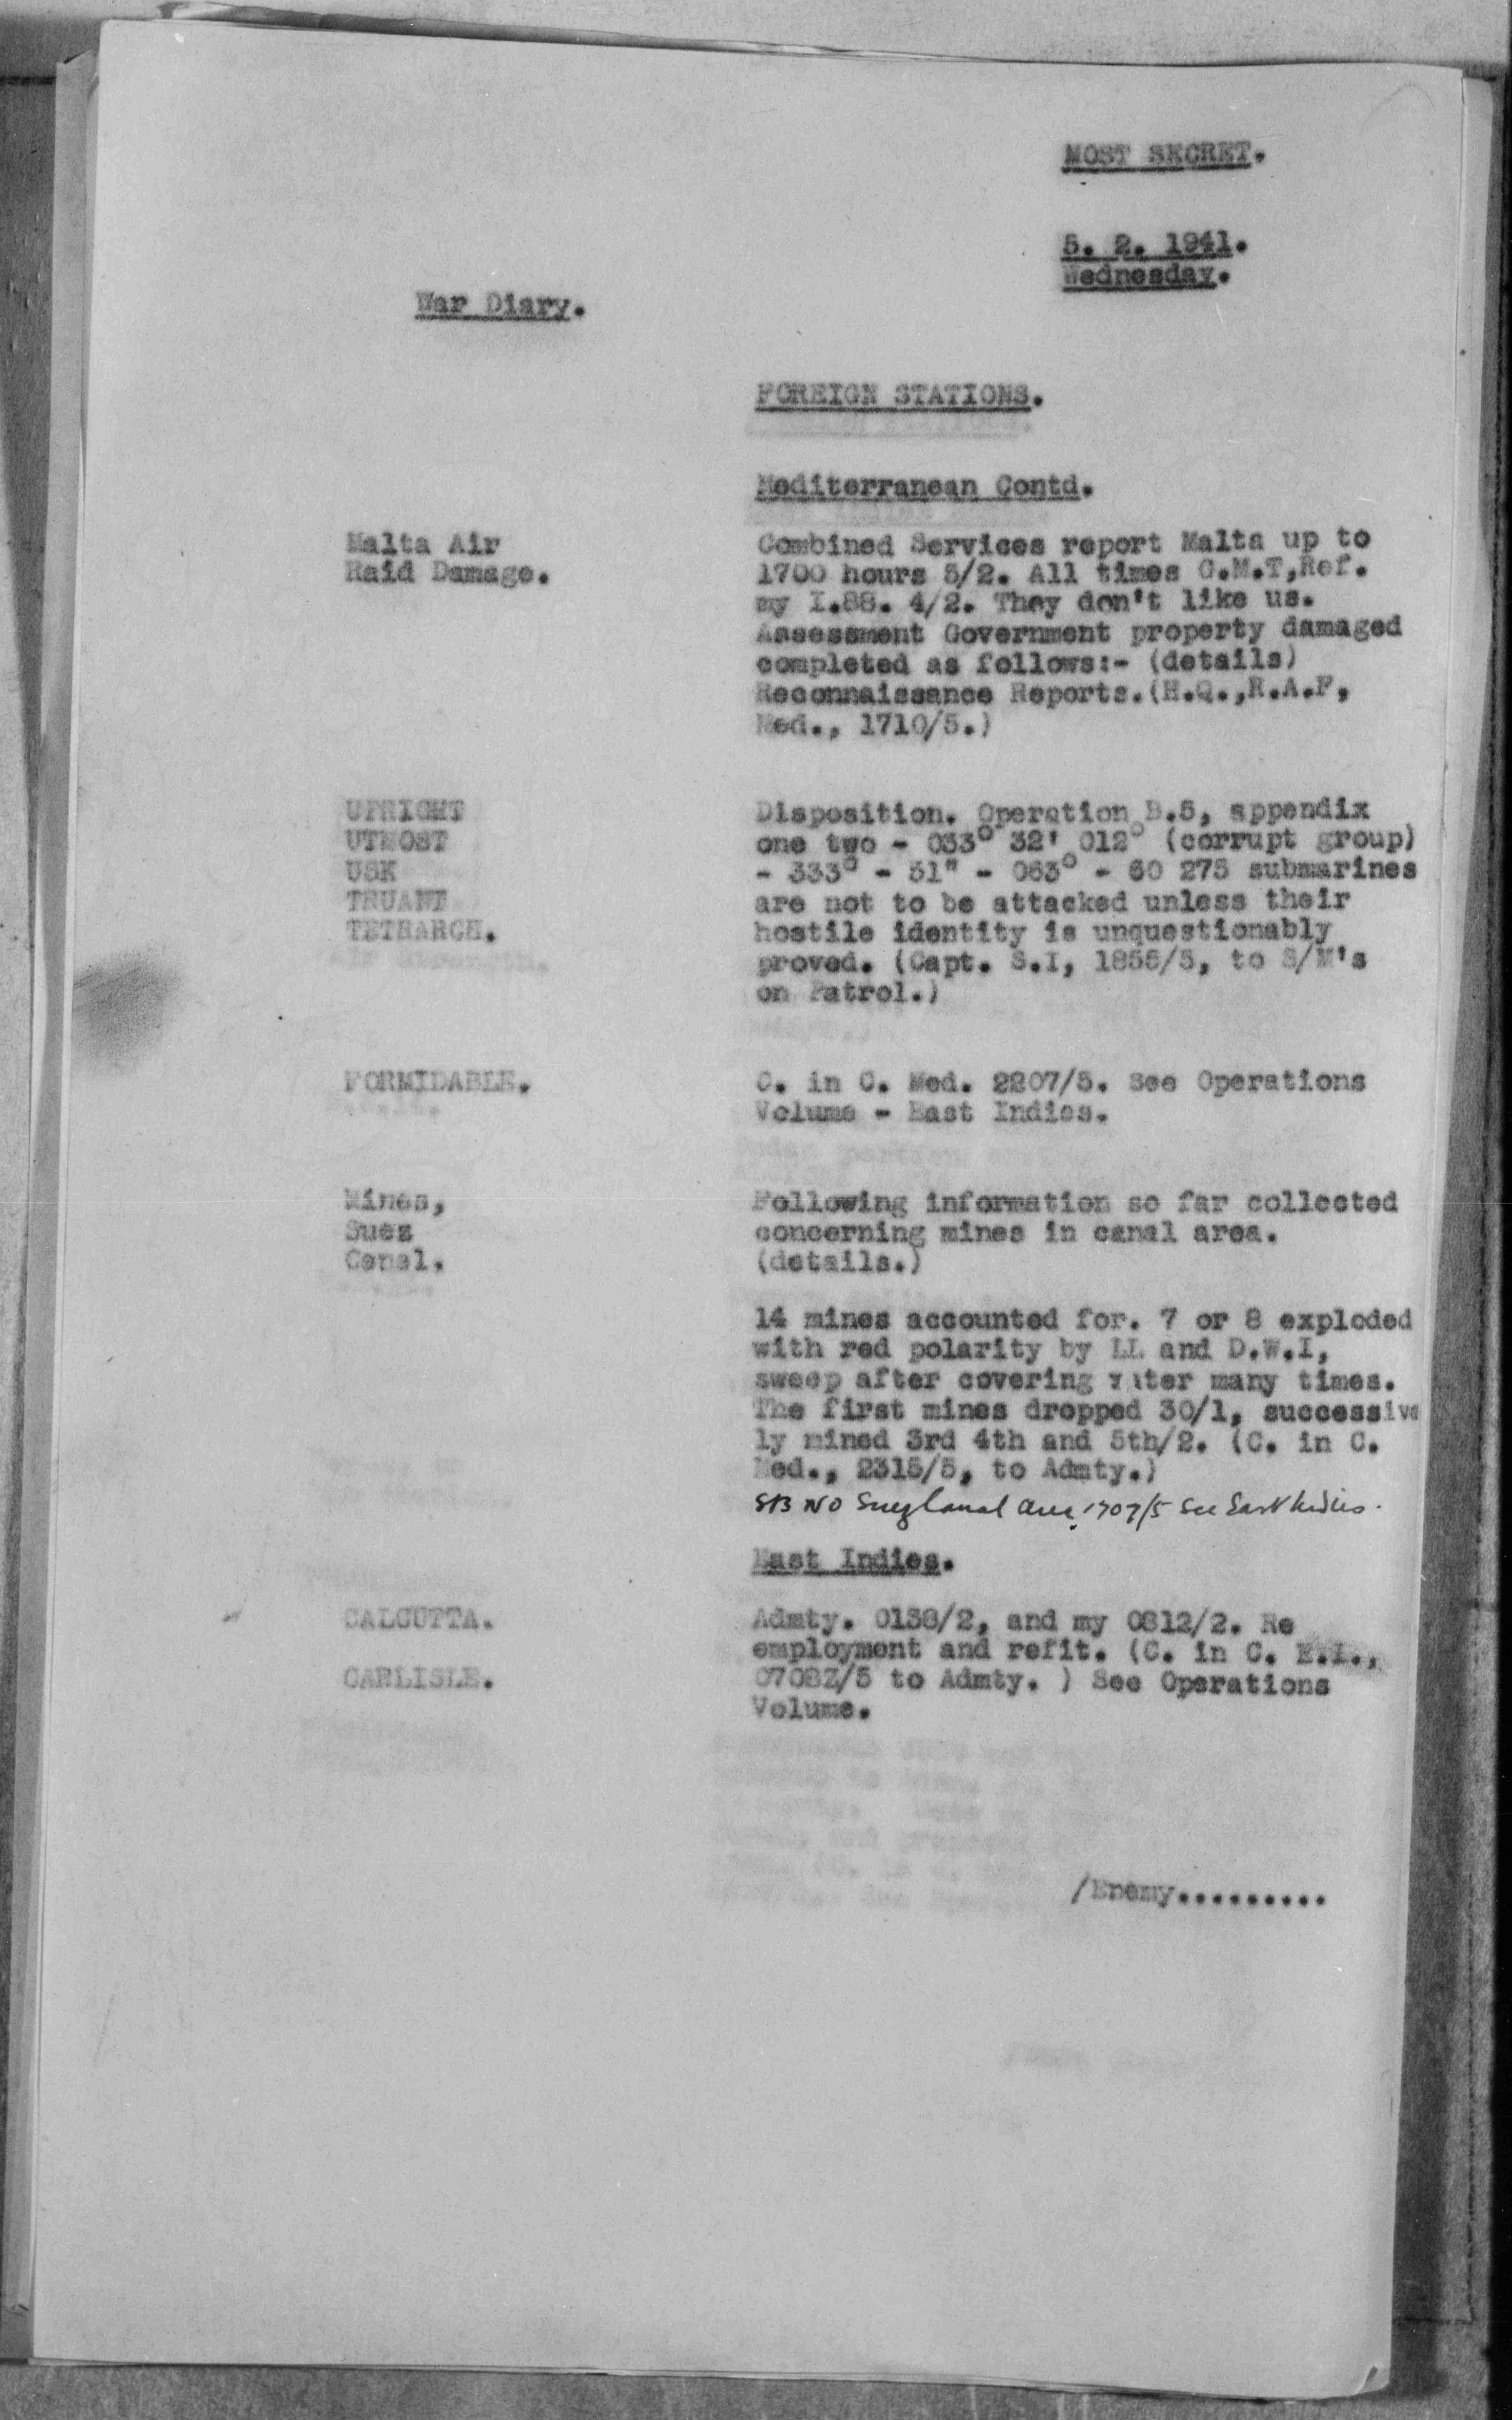 MOST SECRET.
5. 2. 1941.
Wednesday.
War Diary.
FOREIGN STATIONS.
Mediterranean Contd.
Malta Air
Raid Damage.
Combined Services report Malta up to
1700 hours 5/2. All times G.M.T,Ref.
my I.88. 4/2. They don't like us.
Assessment Government property damaged
completed as follows:- (details)
Reconnaissance Reports.(H.Q.,R.A.F,
Med., 1710/5.)
UPRIGHT
UTMOST
USK
TRUANT
TETRARCH.
Disposition. Operation B.5, appendix
one two - 033° 32' 012° (corrupt group)
- 333° - 51" - 063° - 60 275 submarines
are not to be attacked unless their
hostile identity is unquestionably
proved. (Capt. S.I, 1855/5, to S/M's
on Patrol.)
FORMIDABLE.
C. in C. Med. 2207/5. See Operations
Volume - East Indies.
Mines,
Suez
Canal.
Following information so far collected
concerning mines in canal area.
(details.)
14 mines accounted for. 7 or 8 exploded
with red polarity by LL and D.W.I,
sweep after covering water many times.
The first mines dropped 30/1, successive
ly mined 3rd 4th and 5th/2. (C. in C.
Med., 2315/5, to Admty.)
SBNO Suez Canal Area 1707/5 See East Indies.
East Indies.
CALCUTTA.
CARLISLE.
Admty. 0138/2, and my 0812/2. Re
employment and refit. (C. in C. E.I.,
0708Z/5 to Admty. ) See Operations
Volume.
/Enemy.........